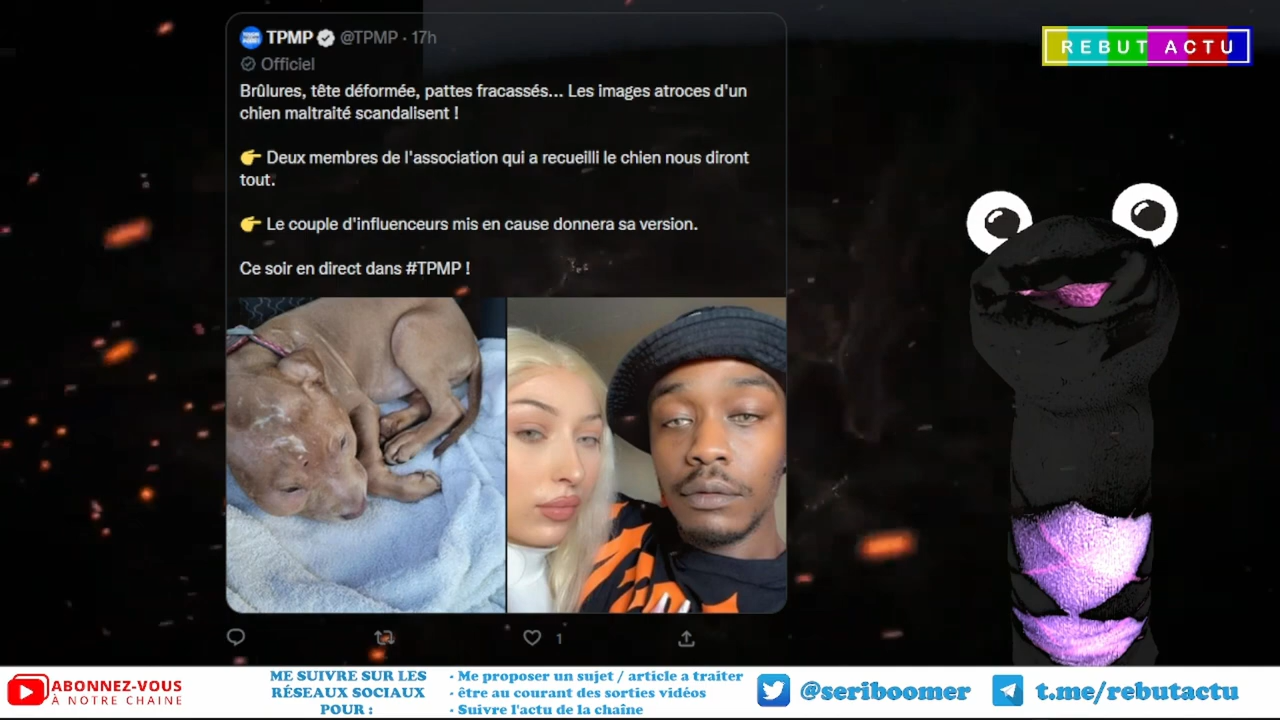 TPMP @TPMP · 17h
Officiel
Brûlures, tête déformée, pattes fracassés... Les images atroces d'un
chien maltraité scandalisent !
👉 Deux membres de l'association qui a recueilli le chien nous diront
tout.
👉 Le couple d'influenceurs mis en cause donnera sa version.
Ce soir en direct dans #TPMP !
1
REBUT ACTU
ABONNEZ-VOUS
À NOTRE CHAINE
ME SUIVRE SUR LES
RÉSEAUX SOCIAUX
POUR :
- Me proposer un sujet / article a traiter
- être au courant des sorties vidéos
- Suivre l'actu de la chaîne
@seriboomer
t.me/rebutactu